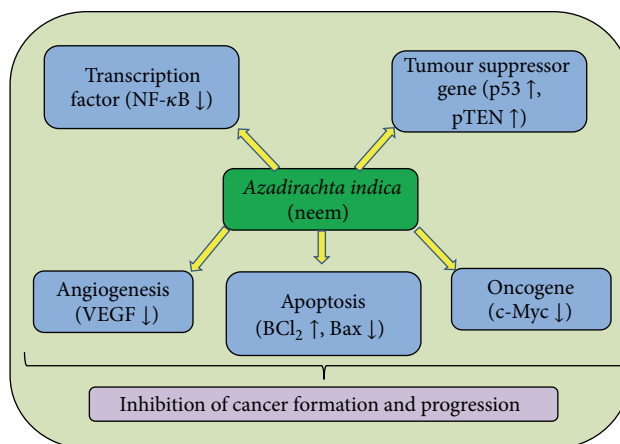 Transcription
factor (NF-κB ↓)
Tumour suppressor
gene (p53 ↑,
pTEN ↑)
Azadirachta indica
(neem)
Angiogenesis
(VEGF ↓)
Apoptosis
(BCl₂ ↑, Bax ↓)
Oncogene
(c-Myc ↓)
Inhibition of cancer formation and progression